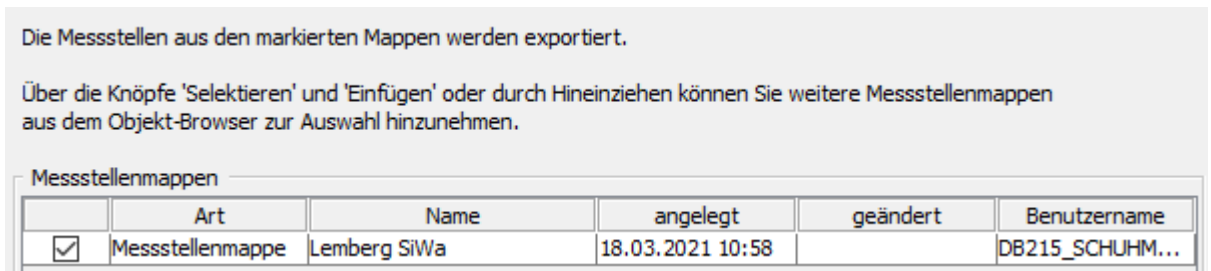 Die Messstellen aus den markierten Mappen werden exportiert.
Über die Knöpfe 'Selektieren' und 'Einfügen' oder durch Hineinziehen können Sie weitere Messstellenmappen
aus dem Objekt-Browser zur Auswahl hinzunehmen.
Messstellenmappen
Art Name angelegt geändert Benutzername
Messstellenmappe Lemberg SiWa 18.03.2021 10:58 DB215_SCHUHM...